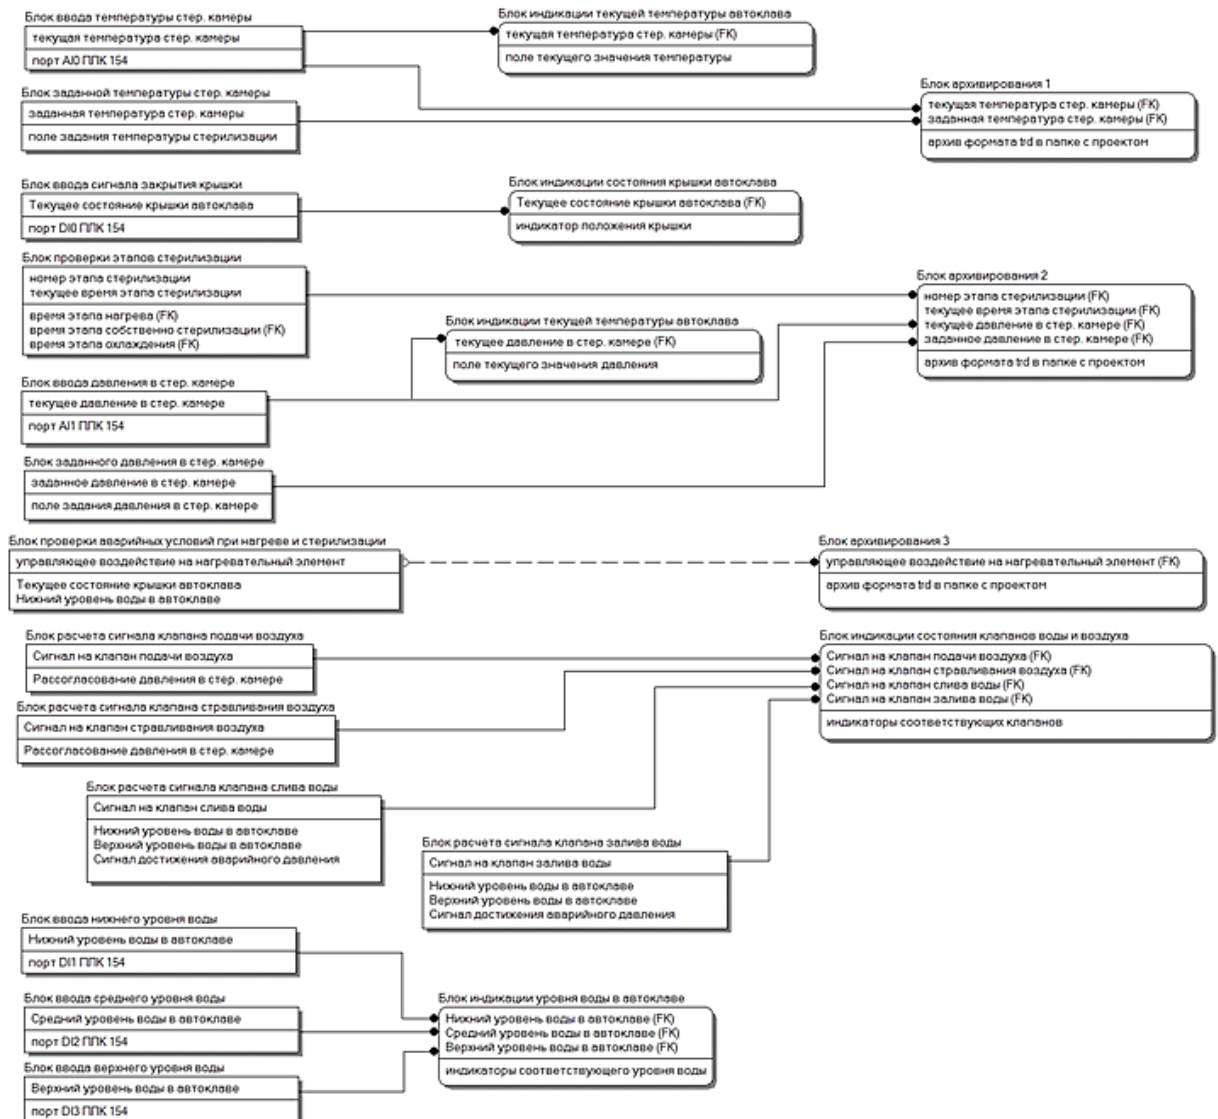 Блок ввода температуры стер. камеры
текущая температура стер. камеры
порт AI0 ПЛК 154
Блок индикации текущей температуры автоклава
текущая температура стер. камеры (FK)
поле текущего значения температуры
Блок заданной температуры стер. камеры
заданная температура стер. камеры
поле задания температуры стерилизации
Блок архивирования 1
текущая температура стер. камеры (FK)
заданная температура стер. камеры (FK)
архив формата trd в папке с проектом
Блок ввода сигнала закрытия крышки
Текущее состояние крышки автоклава
порт DI0 ПЛК 154
Блок индикации состояния крышки автоклава
Текущее состояние крышки автоклава (FK)
индикатор положения крышки
Блок проверки этапов стерилизации
номер этапа стерилизации
текущее время этапа стерилизации
время этапа нагрева (FK)
время этапа собственно стерилизации (FK)
время этапа охлаждения (FK)
Блок индикации текущей температуры автоклава
текущее давление в стер. камере (FK)
поле текущего значения давления
Блок архивирования 2
номер этапа стерилизации (FK)
текущее время этапа стерилизации (FK)
текущее давление в стер. камере (FK)
заданное давление в стер. камере (FK)
архив формата trd в папке с проектом
Блок ввода давления в стер. камере
текущее давление в стер. камере
порт AI1 ПЛК 154
Блок заданного давления в стер. камере
заданное давление в стер. камере
поле задания давления в стер. камере
Блок проверки аварийных условий при нагреве и стерилизации
управляющее воздействие на нагревательный элемент
Текущее состояние крышки автоклава
Нижний уровень воды в автоклаве
Блок архивирования 3
управляющее воздействие на нагревательный элемент (FK)
архив формата trd в папке с проектом
Блок расчета сигнала клапана подачи воздуха
Сигнал на клапан подачи воздуха
Рассогласование давления в стер. камере
Блок индикации состояния клапанов воды и воздуха
Сигнал на клапан подачи воздуха (FK)
Сигнал на клапан стравливания воздуха (FK)
Сигнал на клапан слива воды (FK)
Сигнал на клапан залива воды (FK)
индикаторы соответствующих клапанов
Блок расчета сигнала клапана стравливания воздуха
Сигнал на клапан стравливания воздуха
Рассогласование давления в стер. камере
Блок расчета сигнала клапана слива воды
Сигнал на клапан слива воды
Нижний уровень воды в автоклаве
Верхний уровень воды в автоклаве
Сигнал достижения аварийного давления
Блок расчета сигнала клапана залива воды
Сигнал на клапан залива воды
Нижний уровень воды в автоклаве
Верхний уровень воды в автоклаве
Сигнал достижения аварийного давления
Блок ввода нижнего уровня воды
Нижний уровень воды в автоклаве
порт DI1 ПЛК 154
Блок ввода среднего уровня воды
Средний уровень воды в автоклаве
порт DI2 ПЛК 154
Блок индикации уровня воды в автоклаве
Нижний уровень воды в автоклаве (FK)
Средний уровень воды в автоклаве (FK)
Верхний уровень воды в автоклаве (FK)
индикаторы соответствующего уровня воды
Блок ввода верхнего уровня воды
Верхний уровень воды в автоклаве
порт DI3 ПЛК 154